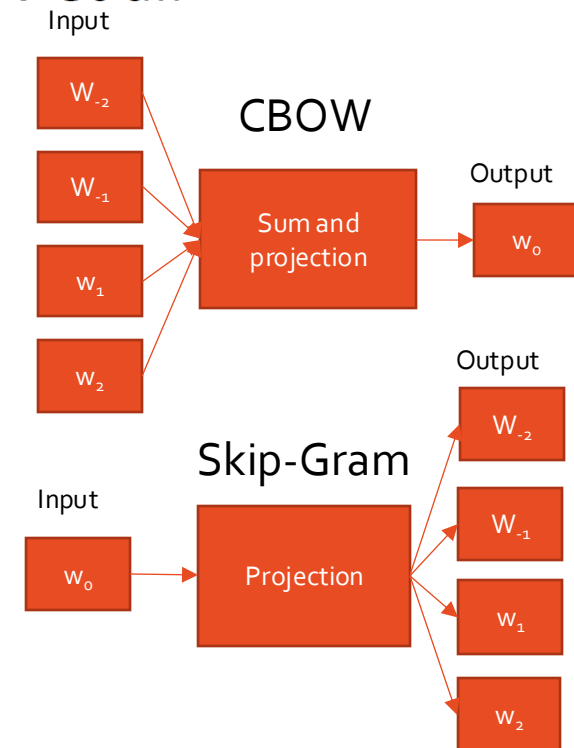 Input
W₋₂
CBOW
W₋₁
Output
Sum and
projection
w₀
w₁
w₂
Output
W₋₂
Skip-Gram
Input
W₋₁
w₀
Projection
w₁
w₂